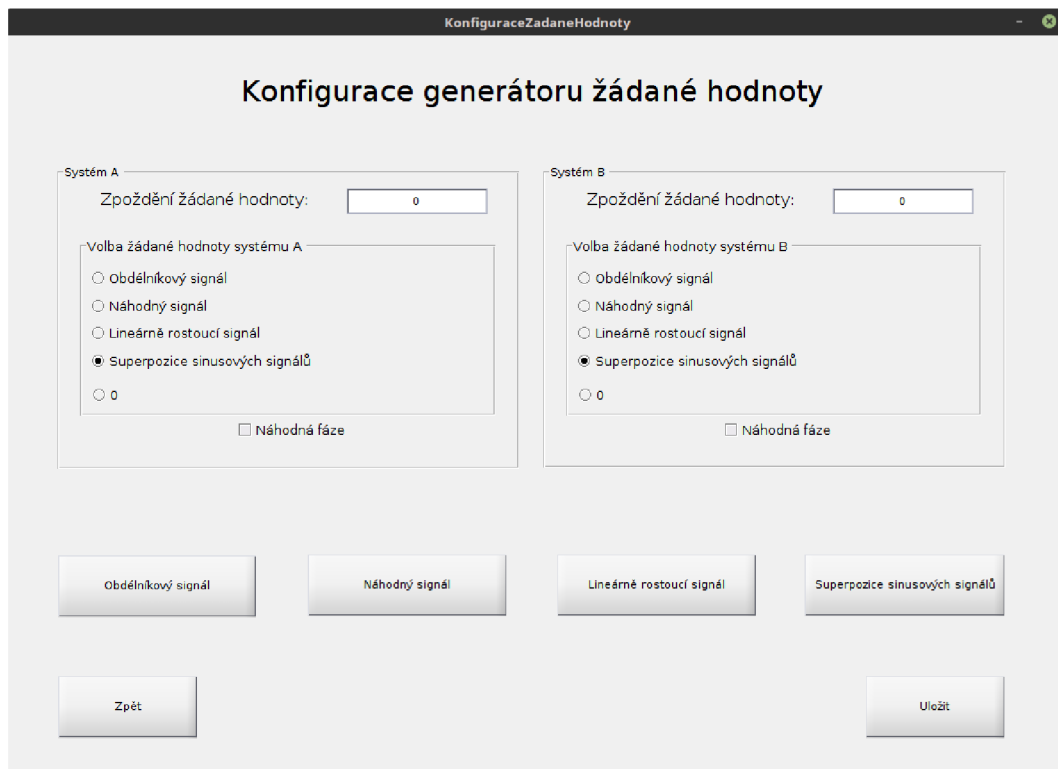 KonfiguraceZadaneHodnoty
Konfigurace generátoru žádané hodnoty
Systém A
Zpoždění žádané hodnoty:
0
Volba žádané hodnoty systému A
Obdélníkový signál
Náhodný signál
Lineárně rostoucí signál
Superpozice sinusových signálů
0
Náhodná fáze
Systém B
Zpoždění žádané hodnoty:
0
Volba žádané hodnoty systému B
Obdélníkový signál
Náhodný signál
Lineárně rostoucí signál
Superpozice sinusových signálů
0
Náhodná fáze
Obdélníkový signál
Náhodný signál
Lineárně rostoucí signál
Superpozice sinusových signálů
Zpět
Uložit